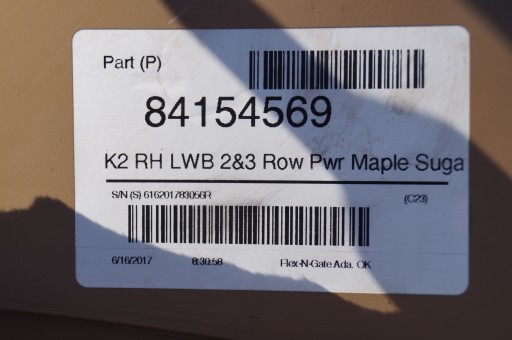 Part (P)
84154569
K2 RH LWB 2&3 Row Pwr Maple Suga
S/N (S) 616201783056R (C23)
6/16/2017 8:30:58 Flex-N-Gate Ada, OK